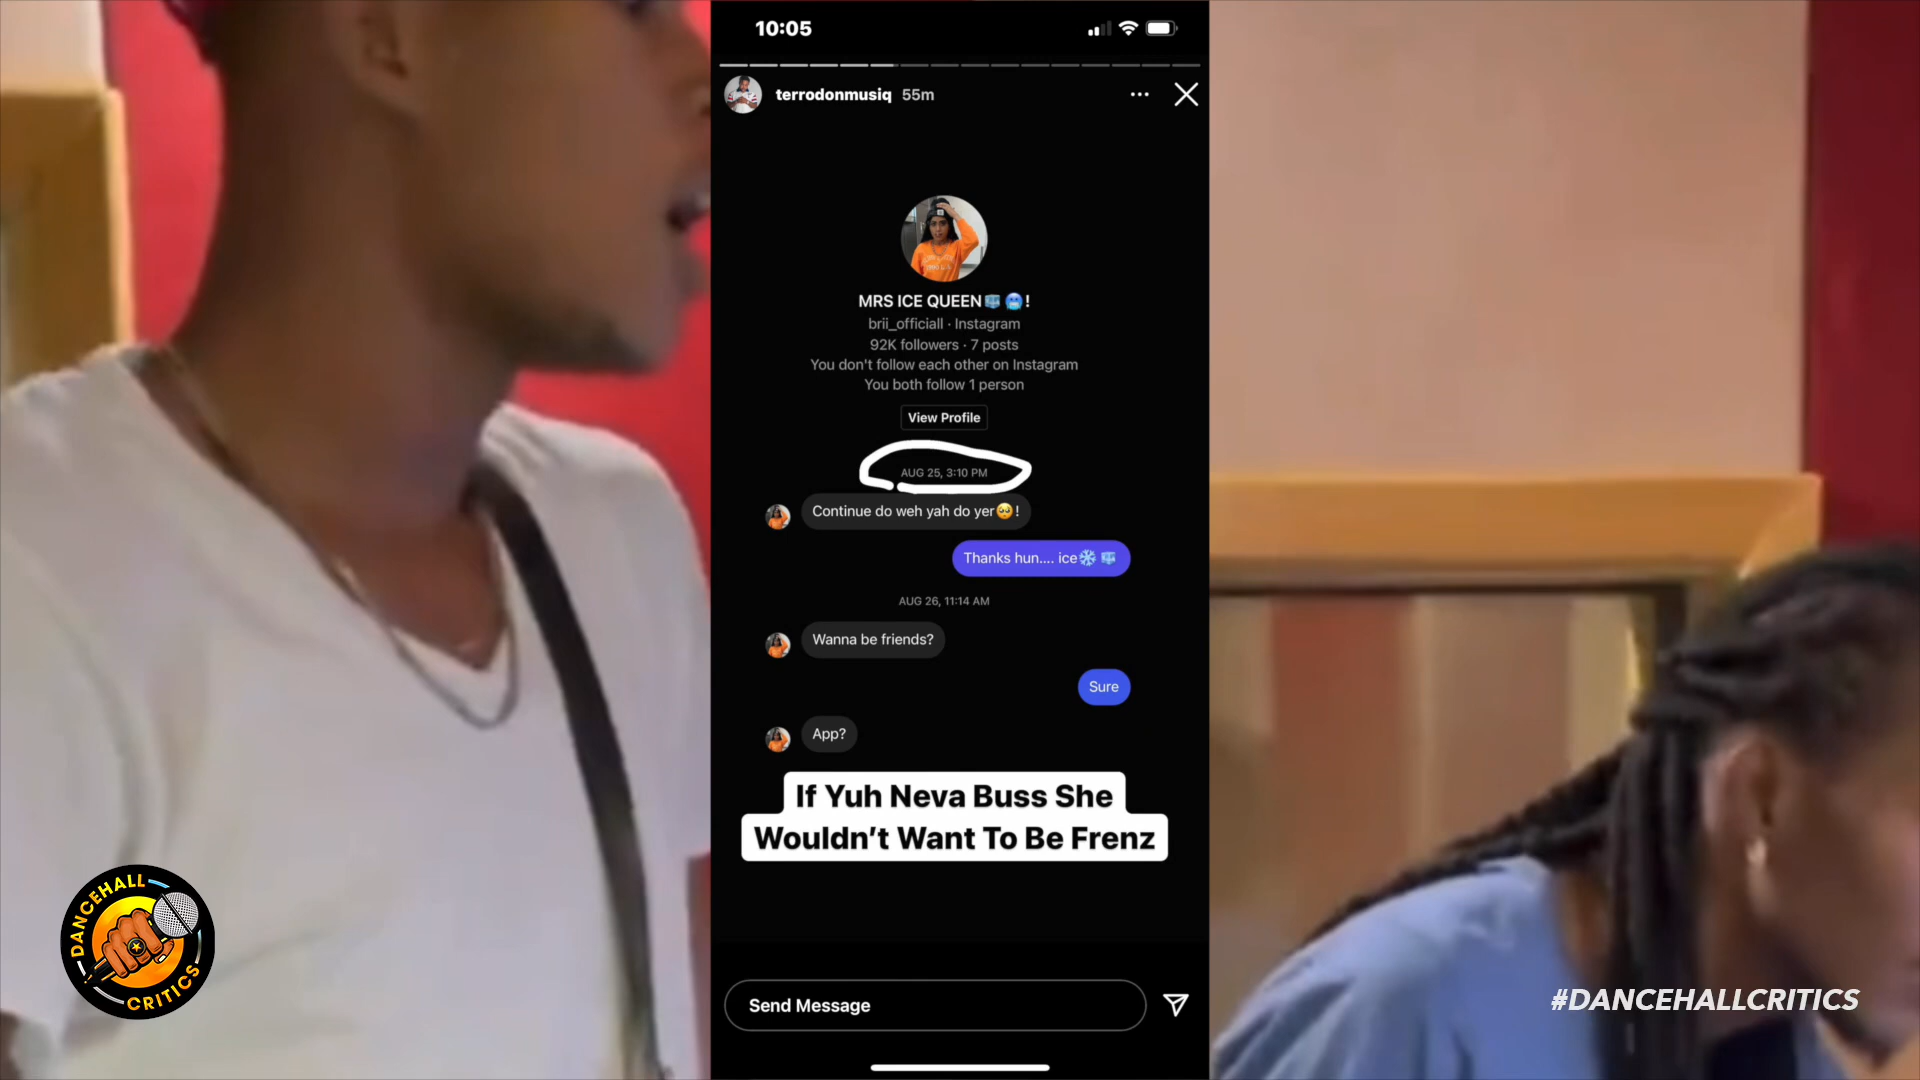 10:05
terrodonmusiq 55m
MRS ICE QUEEN🧊🥶!
brii_officiall · Instagram
92K followers · 7 posts
You don't follow each other on Instagram
You both follow 1 person
View Profile
AUG 25, 3:10 PM
Continue do weh yah do yer🥺!
Thanks hun.... ice❄️🧊
AUG 26, 11:14 AM
Wanna be friends?
Sure
App?
If Yuh Neva Buss She
Wouldn't Want To Be Frenz
Send Message
DANCEHALL
CRITICS
#DANCEHALLCRITICS